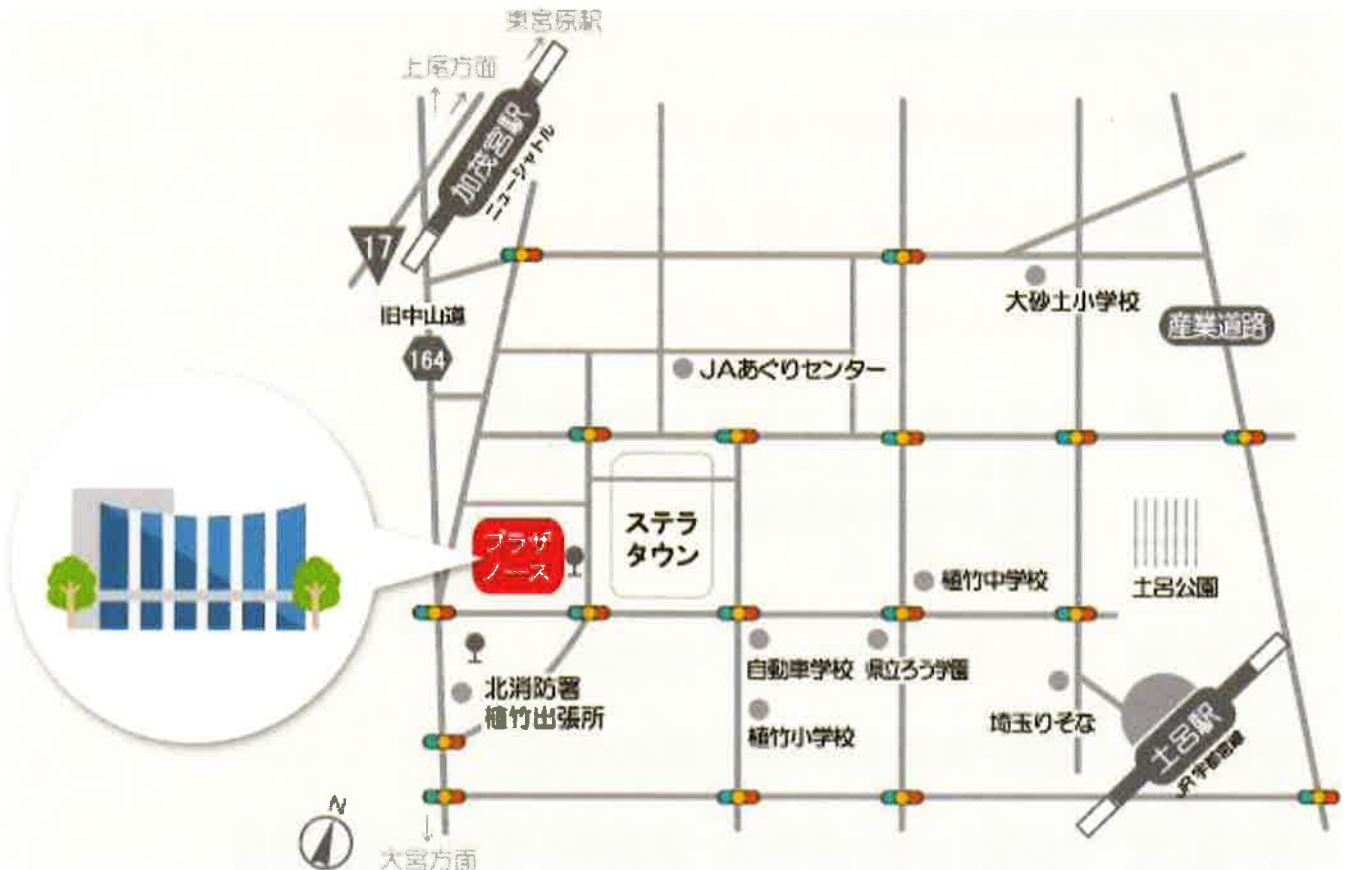 東宮原駅
上尾方面
加茂宮駅
ニューシャトル
17
旧中山道
164
大砂土小学校
産業道路
JAあぐりセンター
プラザ
ノース
ステラ
タウン
植竹中学校
土呂公園
自動車学校
県立ろう学園
北消防署
植竹出張所
植竹小学校
埼玉りそな
土呂駅
JR宇都宮線
N
大宮方面